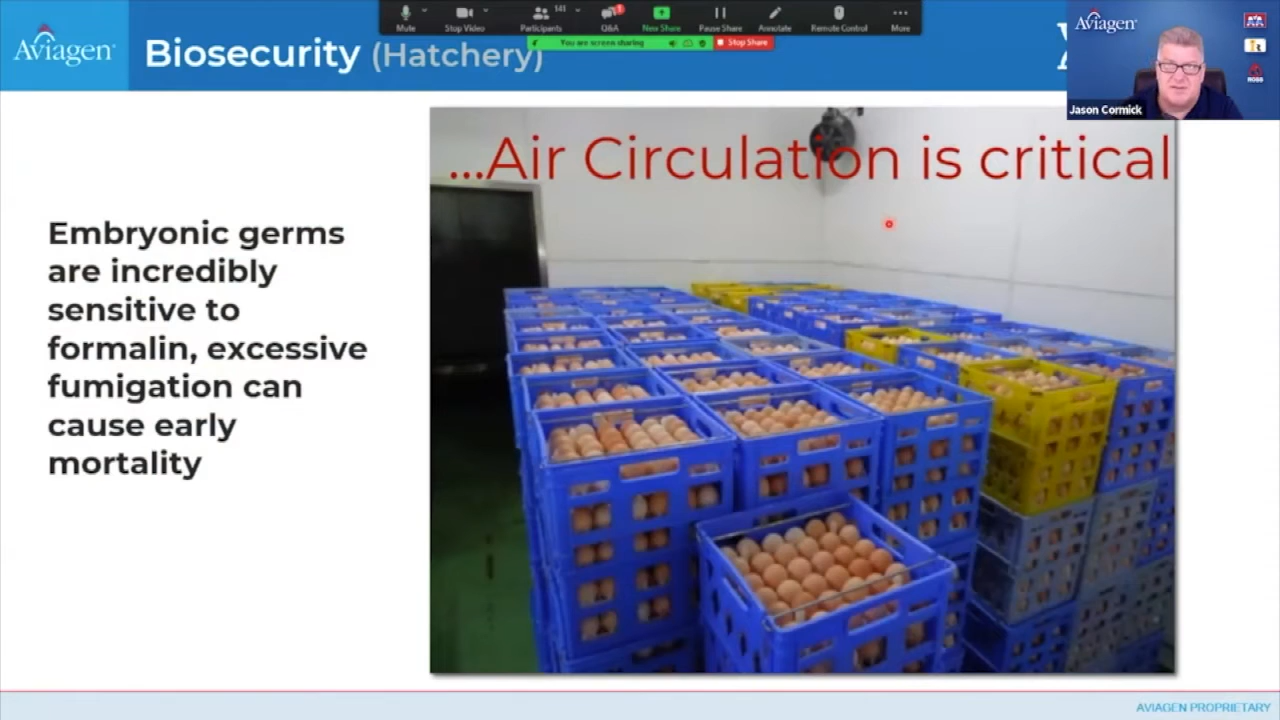 Mute
Stop Video
141
Participants
Q&A
New Share
Pause Share
Annotate
Remote Control
More
You are screen sharing
Stop Share
Aviagen
Biosecurity (Hatchery)
Aviagen
ROSS
Jason Cormick
...Air Circulation is critical
Embryonic germs
are incredibly
sensitive to
formalin, excessive
fumigation can
cause early
mortality
AVIAGEN PROPRIETARY